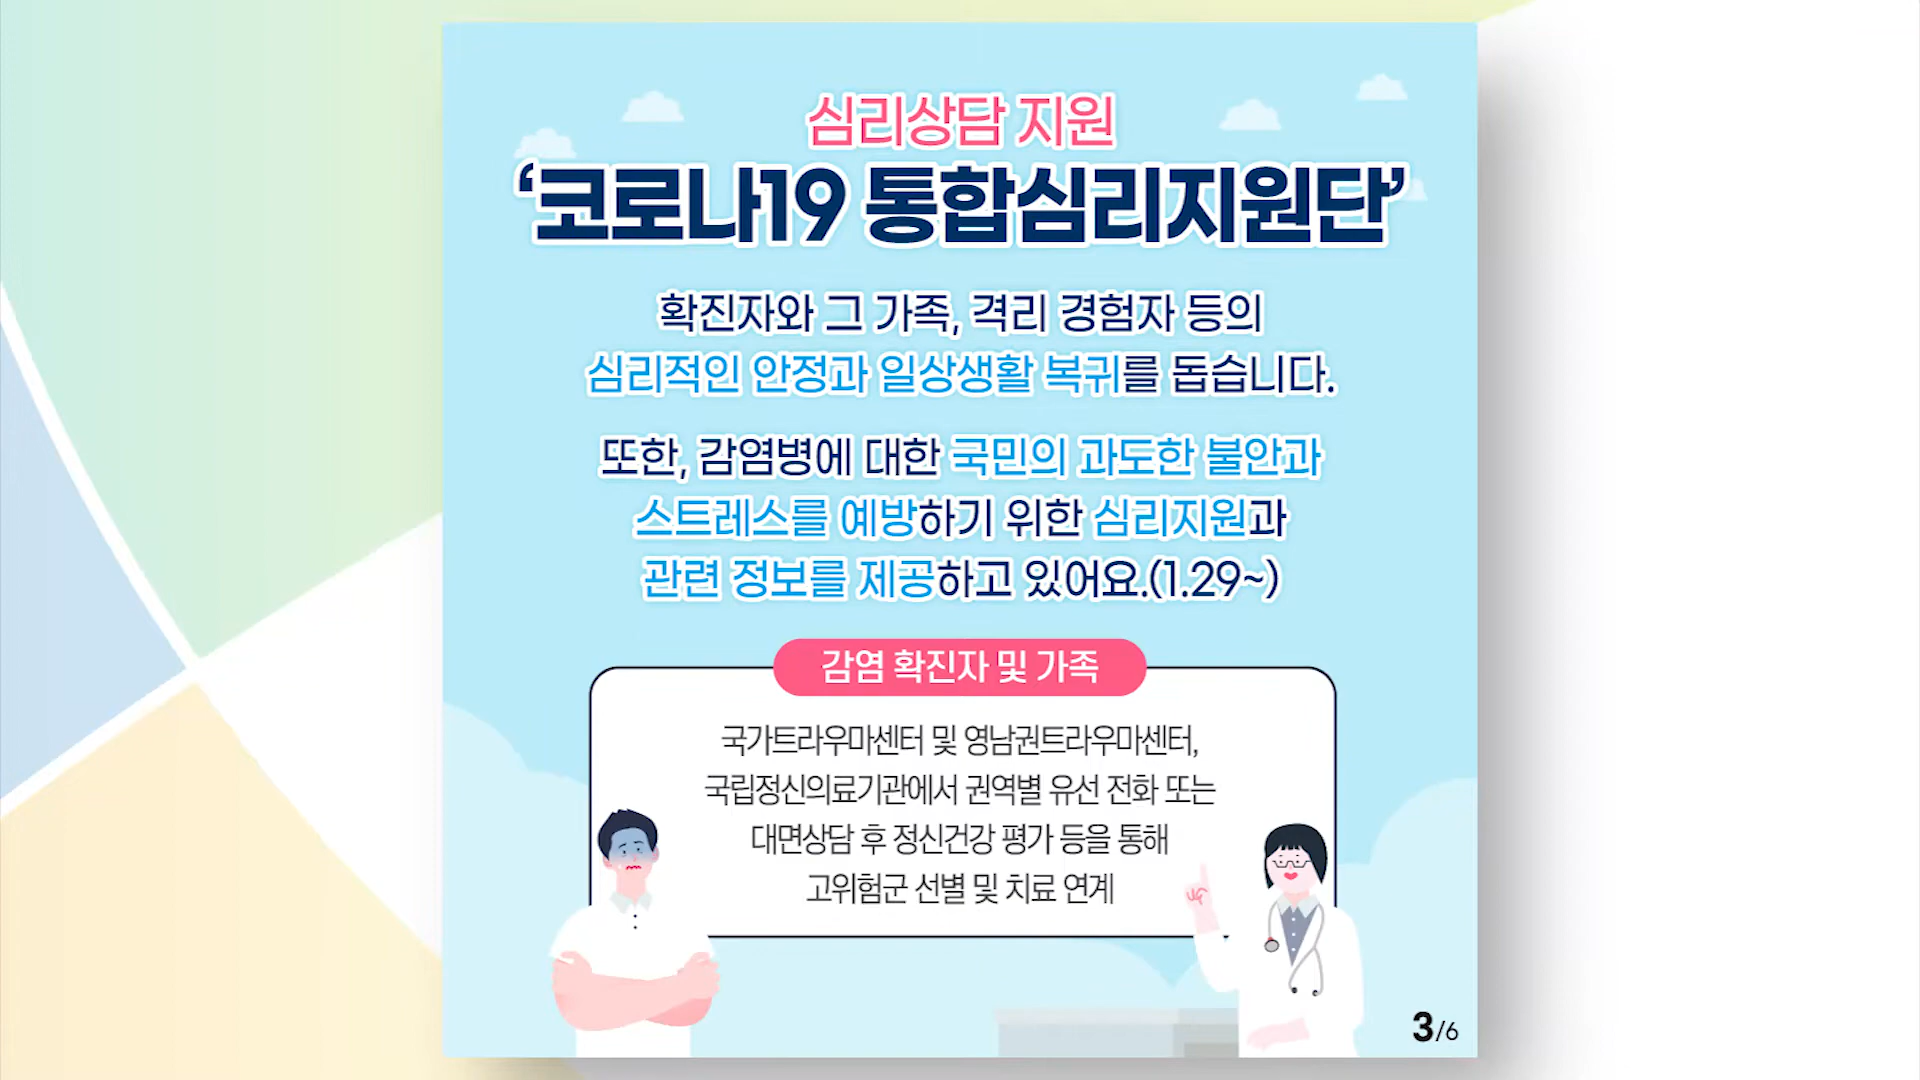 심리상담 지원
‘코로나19 통합심리지원단’
확진자와 그 가족, 격리 경험자 등의
심리적인 안정과 일상생활 복귀를 돕습니다.
또한, 감염병에 대한 국민의 과도한 불안과
스트레스를 예방하기 위한 심리지원과
관련 정보를 제공하고 있어요.(1.29~)
감염 확진자 및 가족
국가트라우마센터 및 영남권트라우마센터,
국립정신의료기관에서 권역별 유선 전화 또는
대면상담 후 정신건강 평가 등을 통해
고위험군 선별 및 치료 연계
3/6